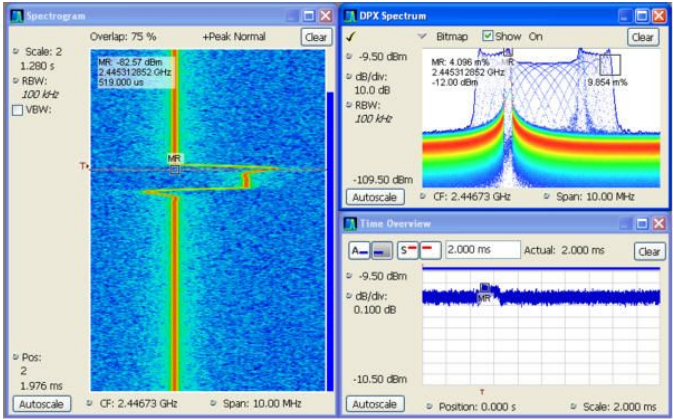 Spectrogram
Overlap: 75 %
+Peak Normal
Clear
Scale: 2
1.280 s
RBW:
100 kHz
VBW:
MR: -82.57 dBm
2.445312852 GHz
519.000 us
MR
T
Pos:
2
1.976 ms
Autoscale
CF: 2.44673 GHz
Span: 10.00 MHz
DPX Spectrum
Bitmap
Show
On
Clear
-9.50 dBm
dB/div:
10.0 dB
RBW:
100 kHz
MR: 4.096 m%
2.445312852 GHz
-12.00 dBm
MR
9.854 m%
-109.50 dBm
Autoscale
CF: 2.44673 GHz
Span: 10.00 MHz
Time Overview
A
S
2.000 ms
Actual: 2.000 ms
Clear
-9.50 dBm
dB/div:
0.100 dB
MR
-10.50 dBm
T
Autoscale
Position: 0.000 s
Scale: 2.000 ms